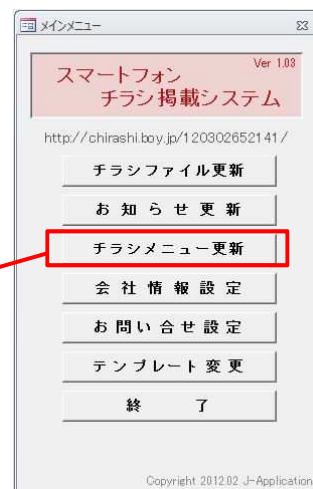 メインメニュー
Ver 1.03
スマートフォン
チラシ掲載システム
http://chirashi.boy.jp/120302652141/
チラシファイル更新
お知らせ更新
チラシメニュー更新
会社情報設定
お問い合せ設定
テンプレート変更
終了
Copyright 2012.02 J-Application